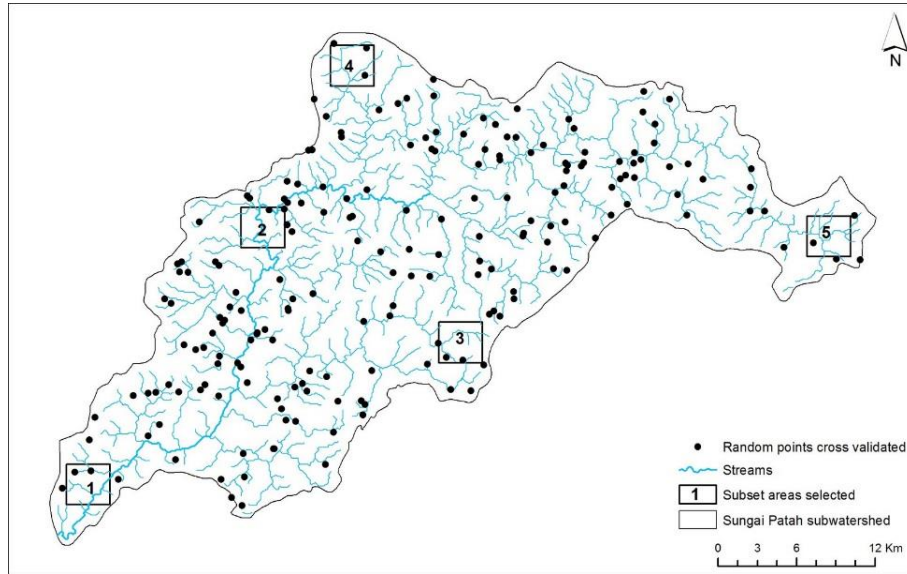 4
N
2
5
3
1
Random points cross validated
Streams
1 Subset areas selected
Sungai Patah subwatershed
0 3 6 12 Km